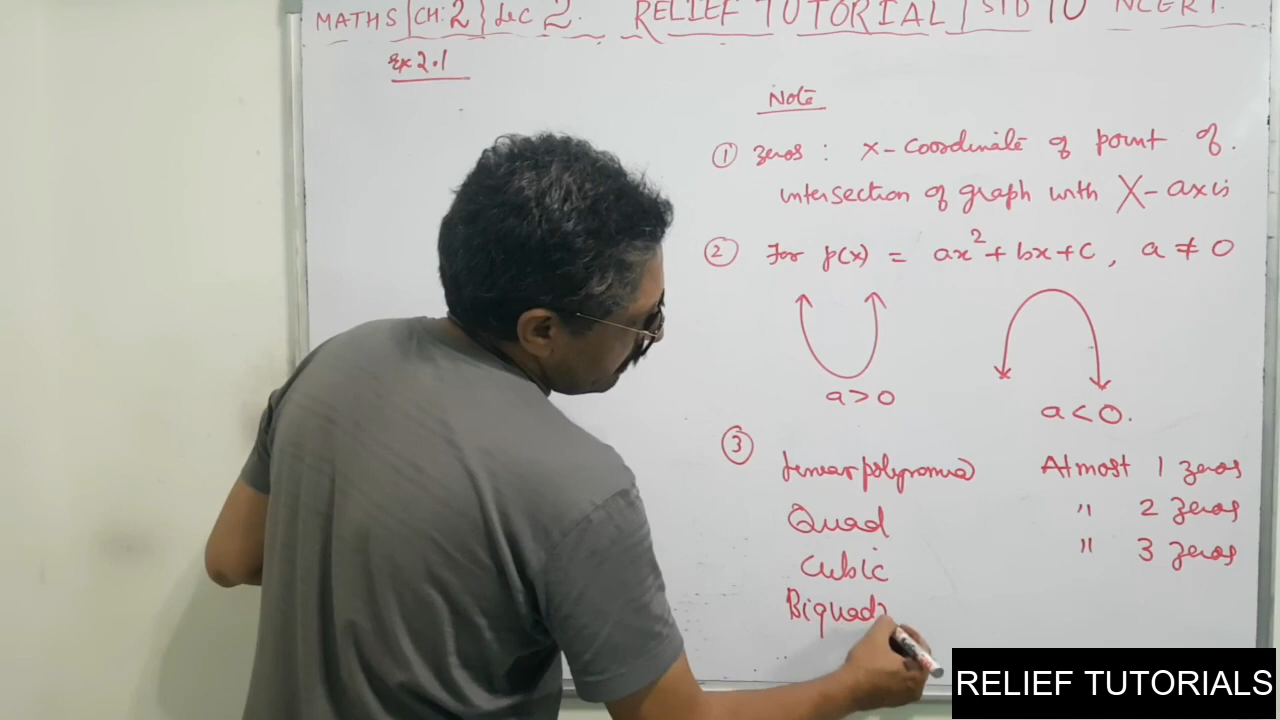 MATHS | CH: 2 | Lec 2. RELIEF TUTORIAL | STD 10 NCERT.
Ex 2.1
Note
① Zeros : X-Coordinate of point of
intersection of graph with X-axis
② For p(x) = ax²+bx+c, a ≠ 0
a > 0
a < 0.
③ Linear polynomial Atmost 1 zeros
Quad " 2 zeros
Cubic " 3 zeros
Biquad
RELIEF TUTORIALS